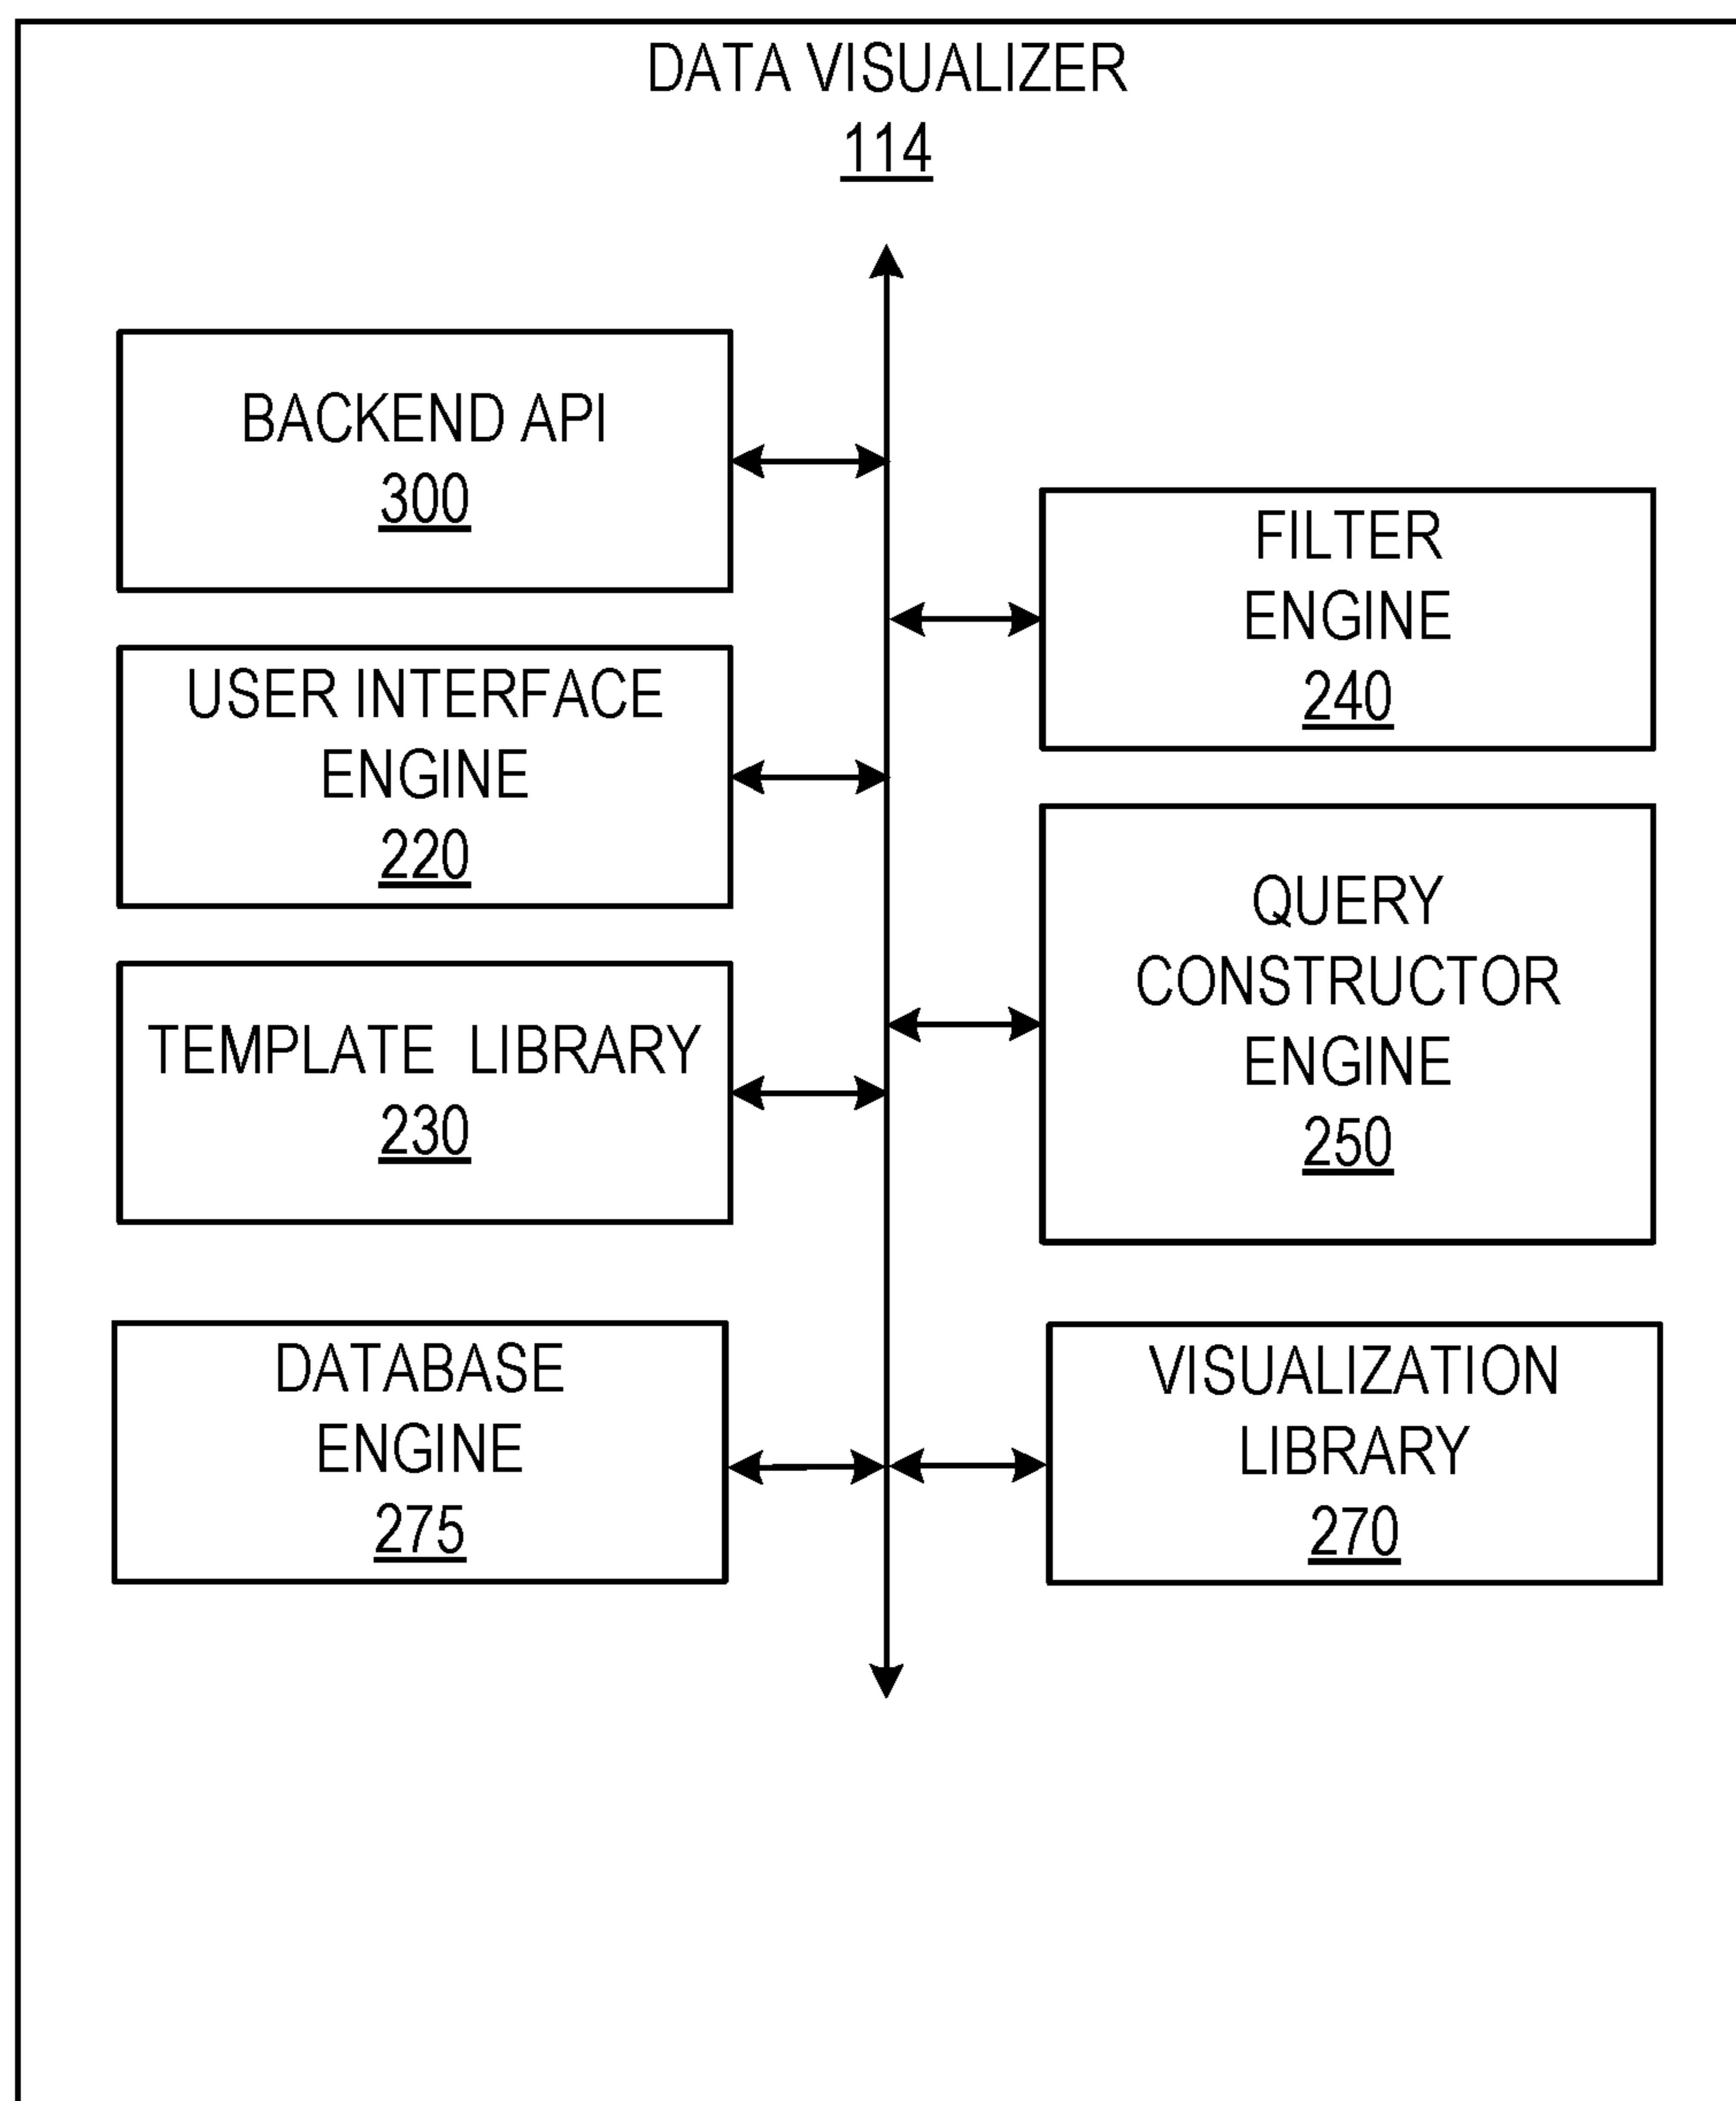 DATA VISUALIZER
114
BACKEND API
300
USER INTERFACE
ENGINE
220
TEMPLATE LIBRARY
230
DATABASE
ENGINE
275
FILTER
ENGINE
240
QUERY
CONSTRUCTOR
ENGINE
250
VISUALIZATION
LIBRARY
270